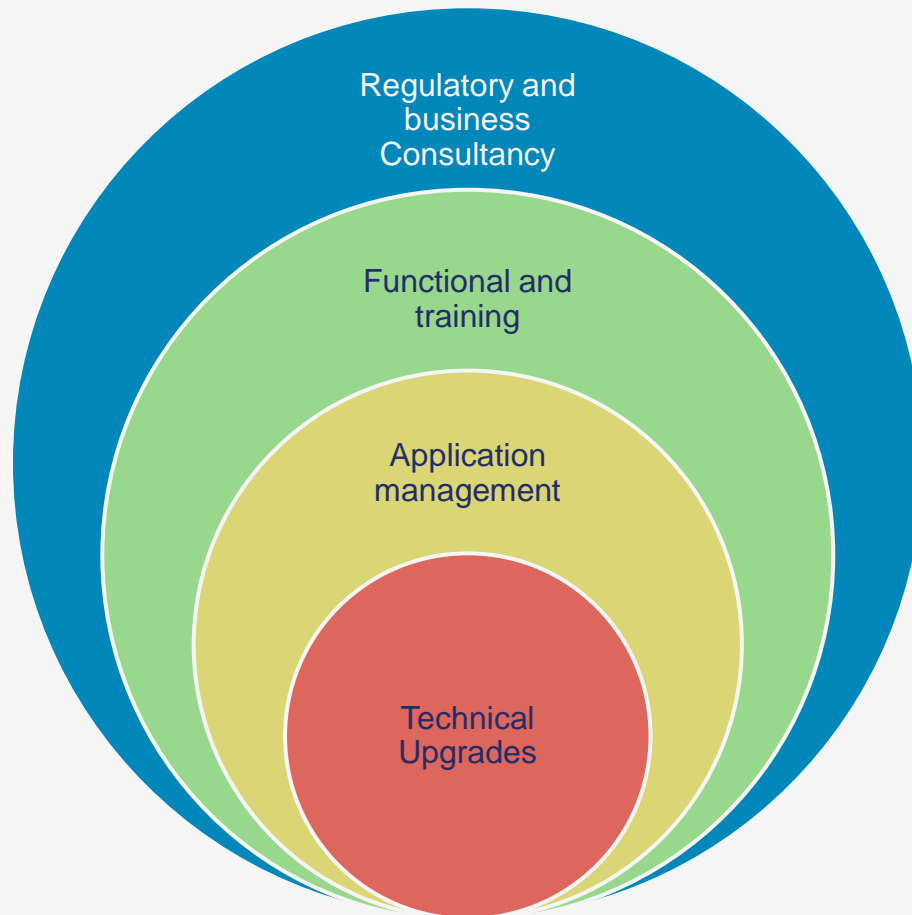 Regulatory and
business
Consultancy
Functional and
training
Application
management
Technical
Upgrades